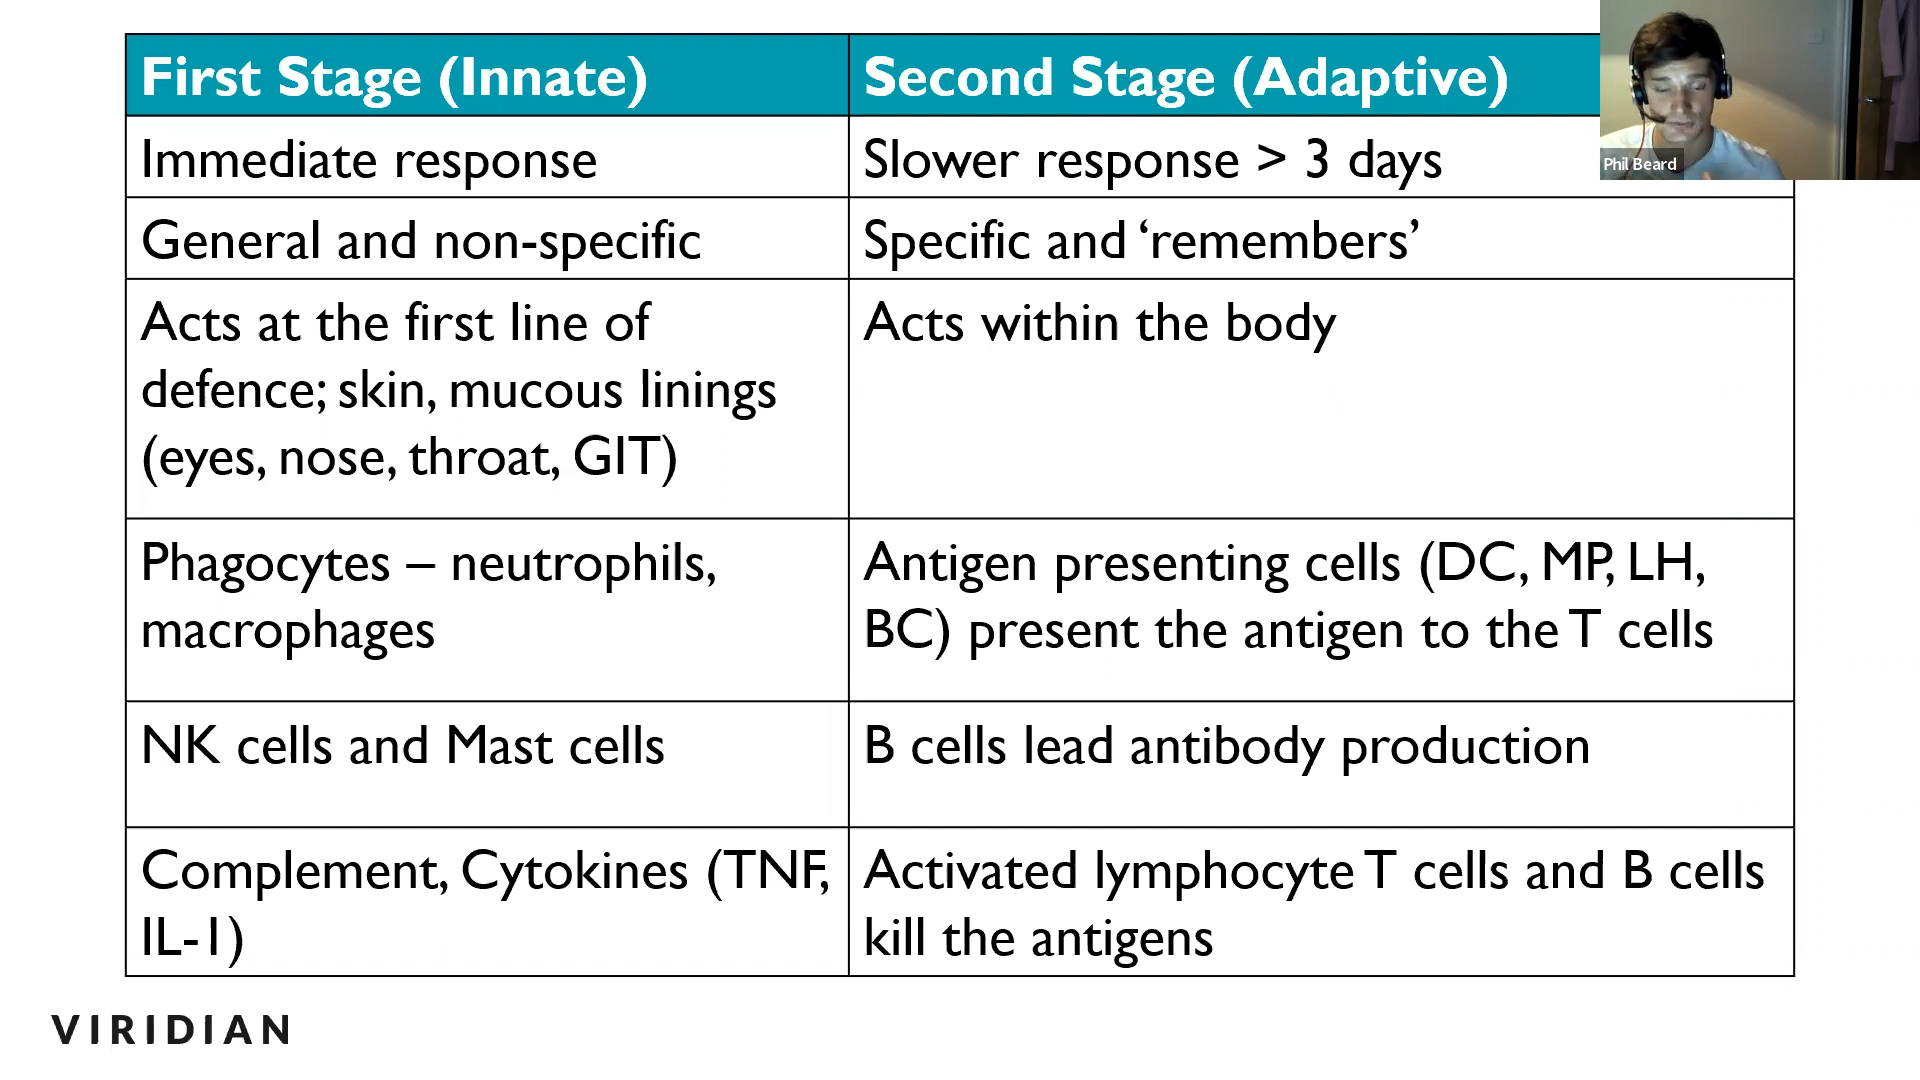 First Stage (Innate)
Second Stage (Adaptive)
Immediate response
Slower response > 3 days
General and non-specific
Specific and ‘remembers’
Acts at the first line of
defence; skin, mucous linings
(eyes, nose, throat, GIT)
Acts within the body
Phagocytes – neutrophils,
macrophages
Antigen presenting cells (DC, MP, LH,
BC) present the antigen to the T cells
NK cells and Mast cells
B cells lead antibody production
Complement, Cytokines (TNF,
IL-1)
Activated lymphocyte T cells and B cells
kill the antigens
Phil Beard
VIRIDIAN